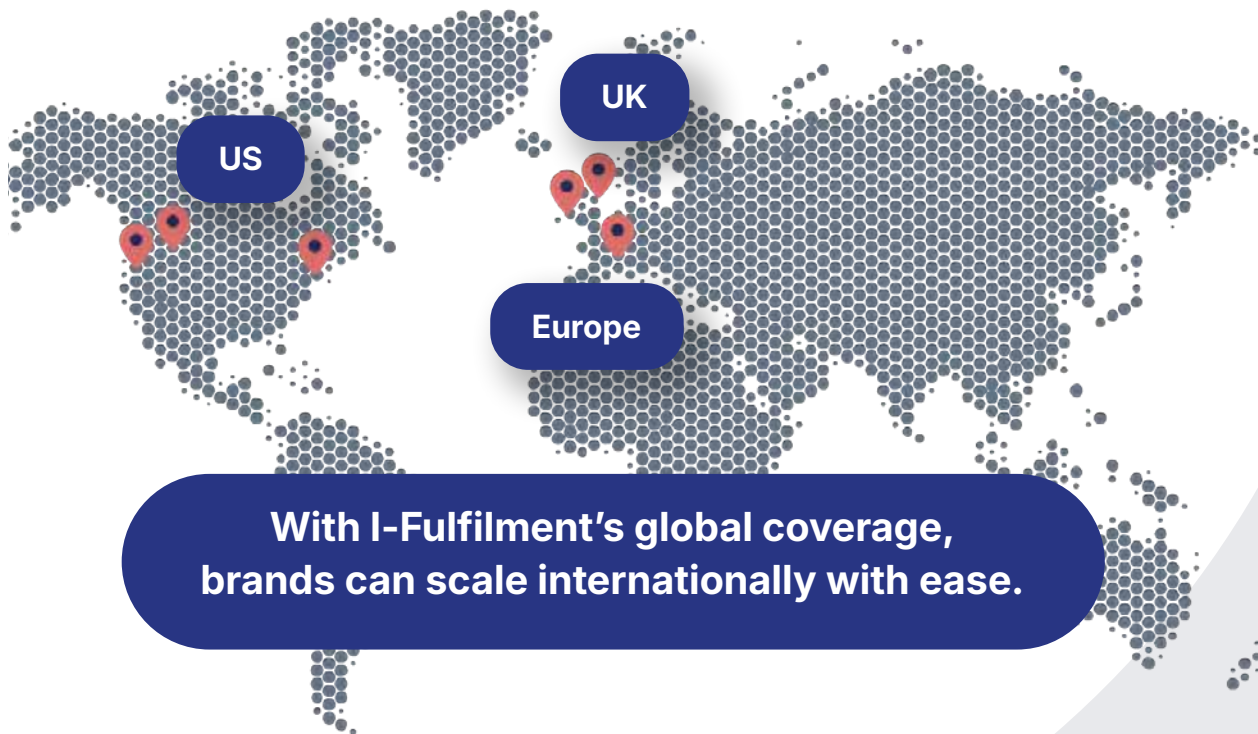 UK
US
Europe
With I-Fulfilment’s global coverage,
brands can scale internationally with ease.